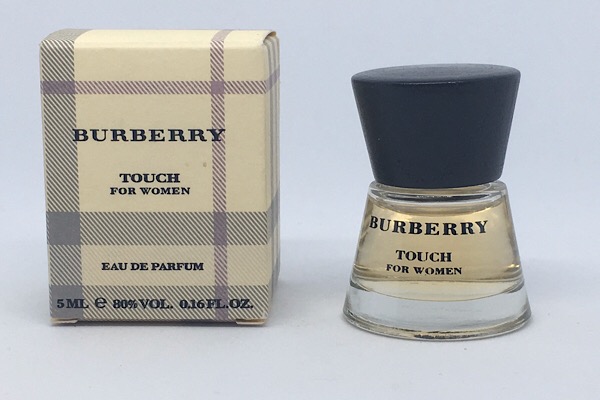 BURBERRY
TOUCH
FOR WOMEN
EAU DE PARFUM
5 ML e 80% VOL. 0.16 FL.OZ.
BURBERRY
TOUCH
FOR WOMEN